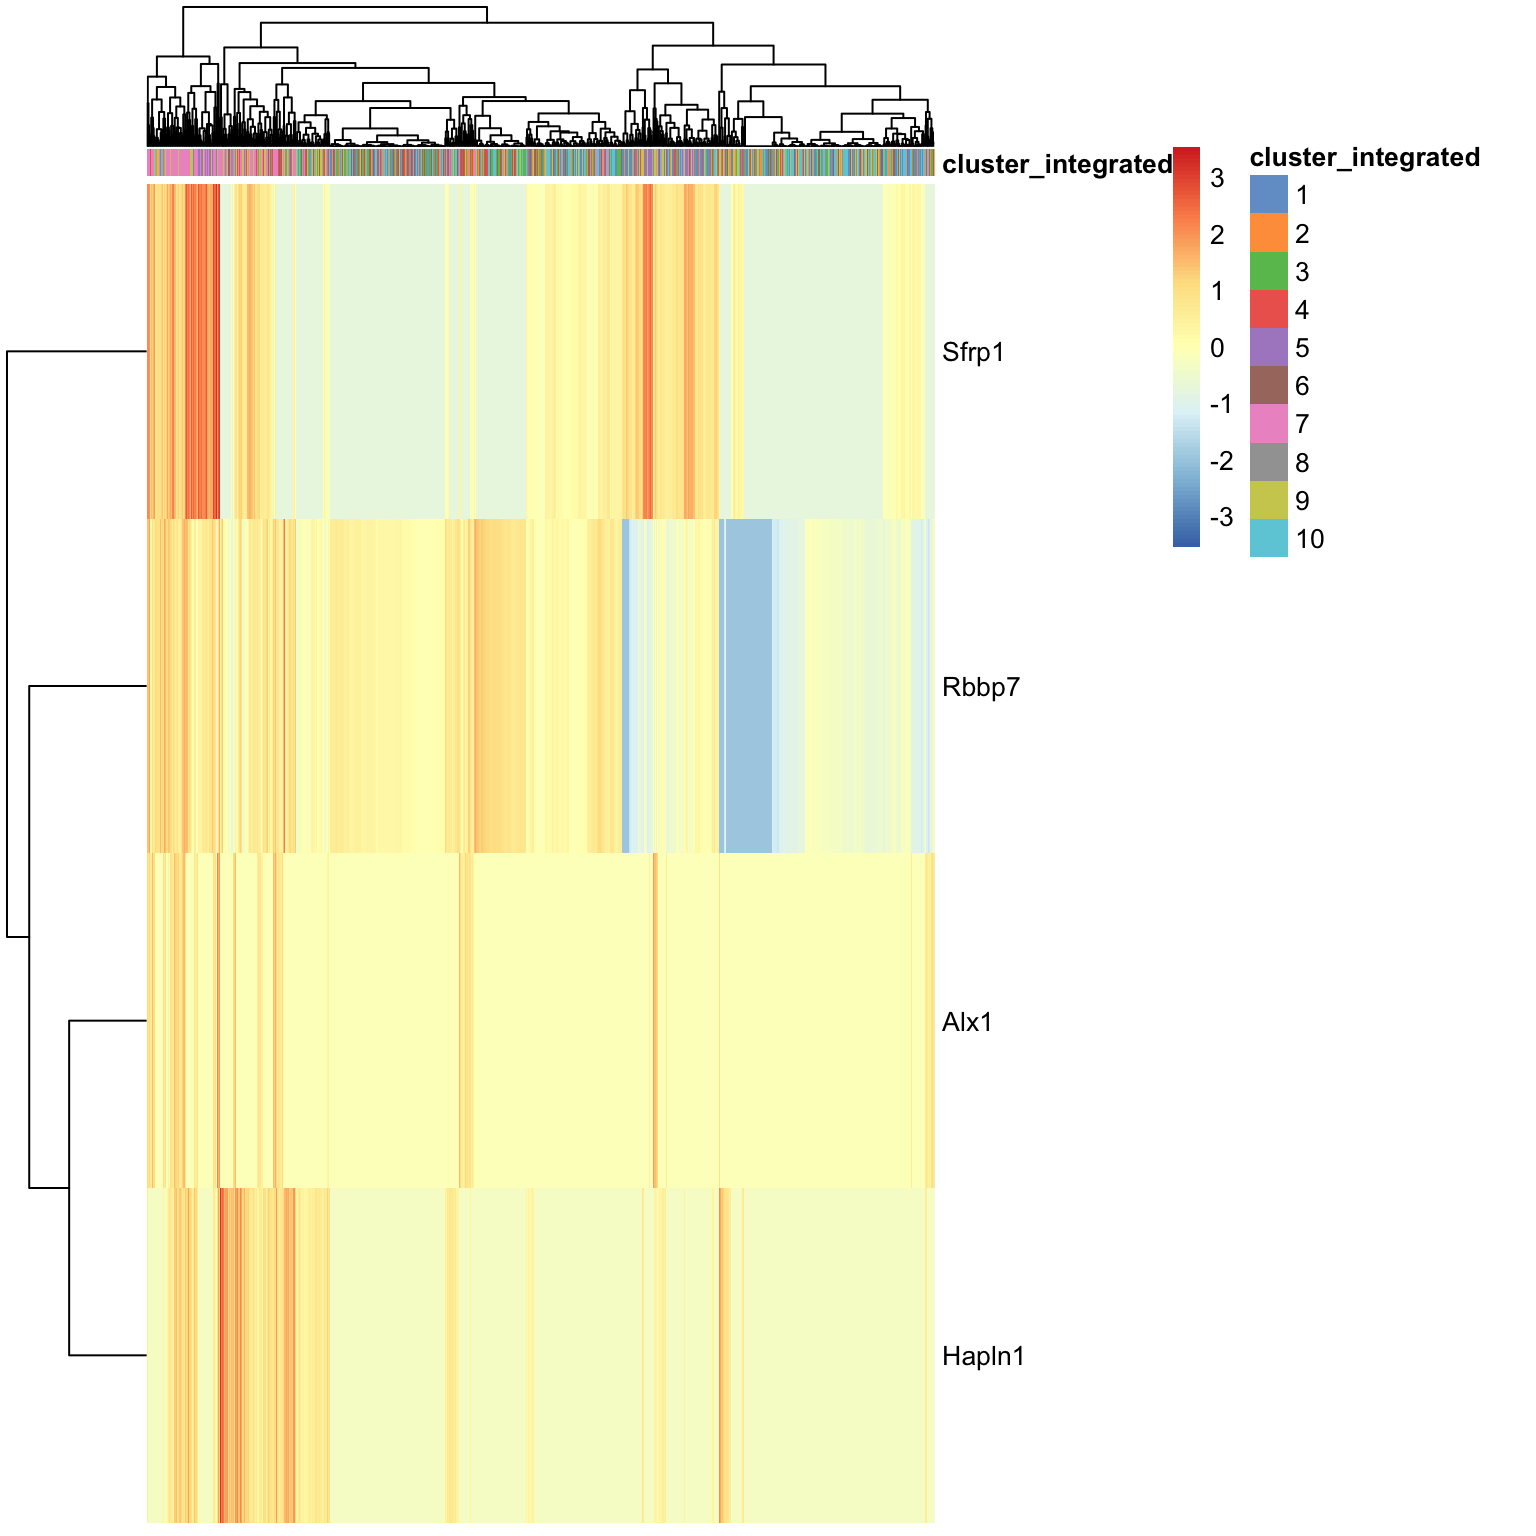 cluster_integrated
3
2
1
0
-1
-2
-3
cluster_integrated
1
2
3
4
5
6
7
8
9
10
Sfrp1
Rbbp7
Alx1
Hapln1